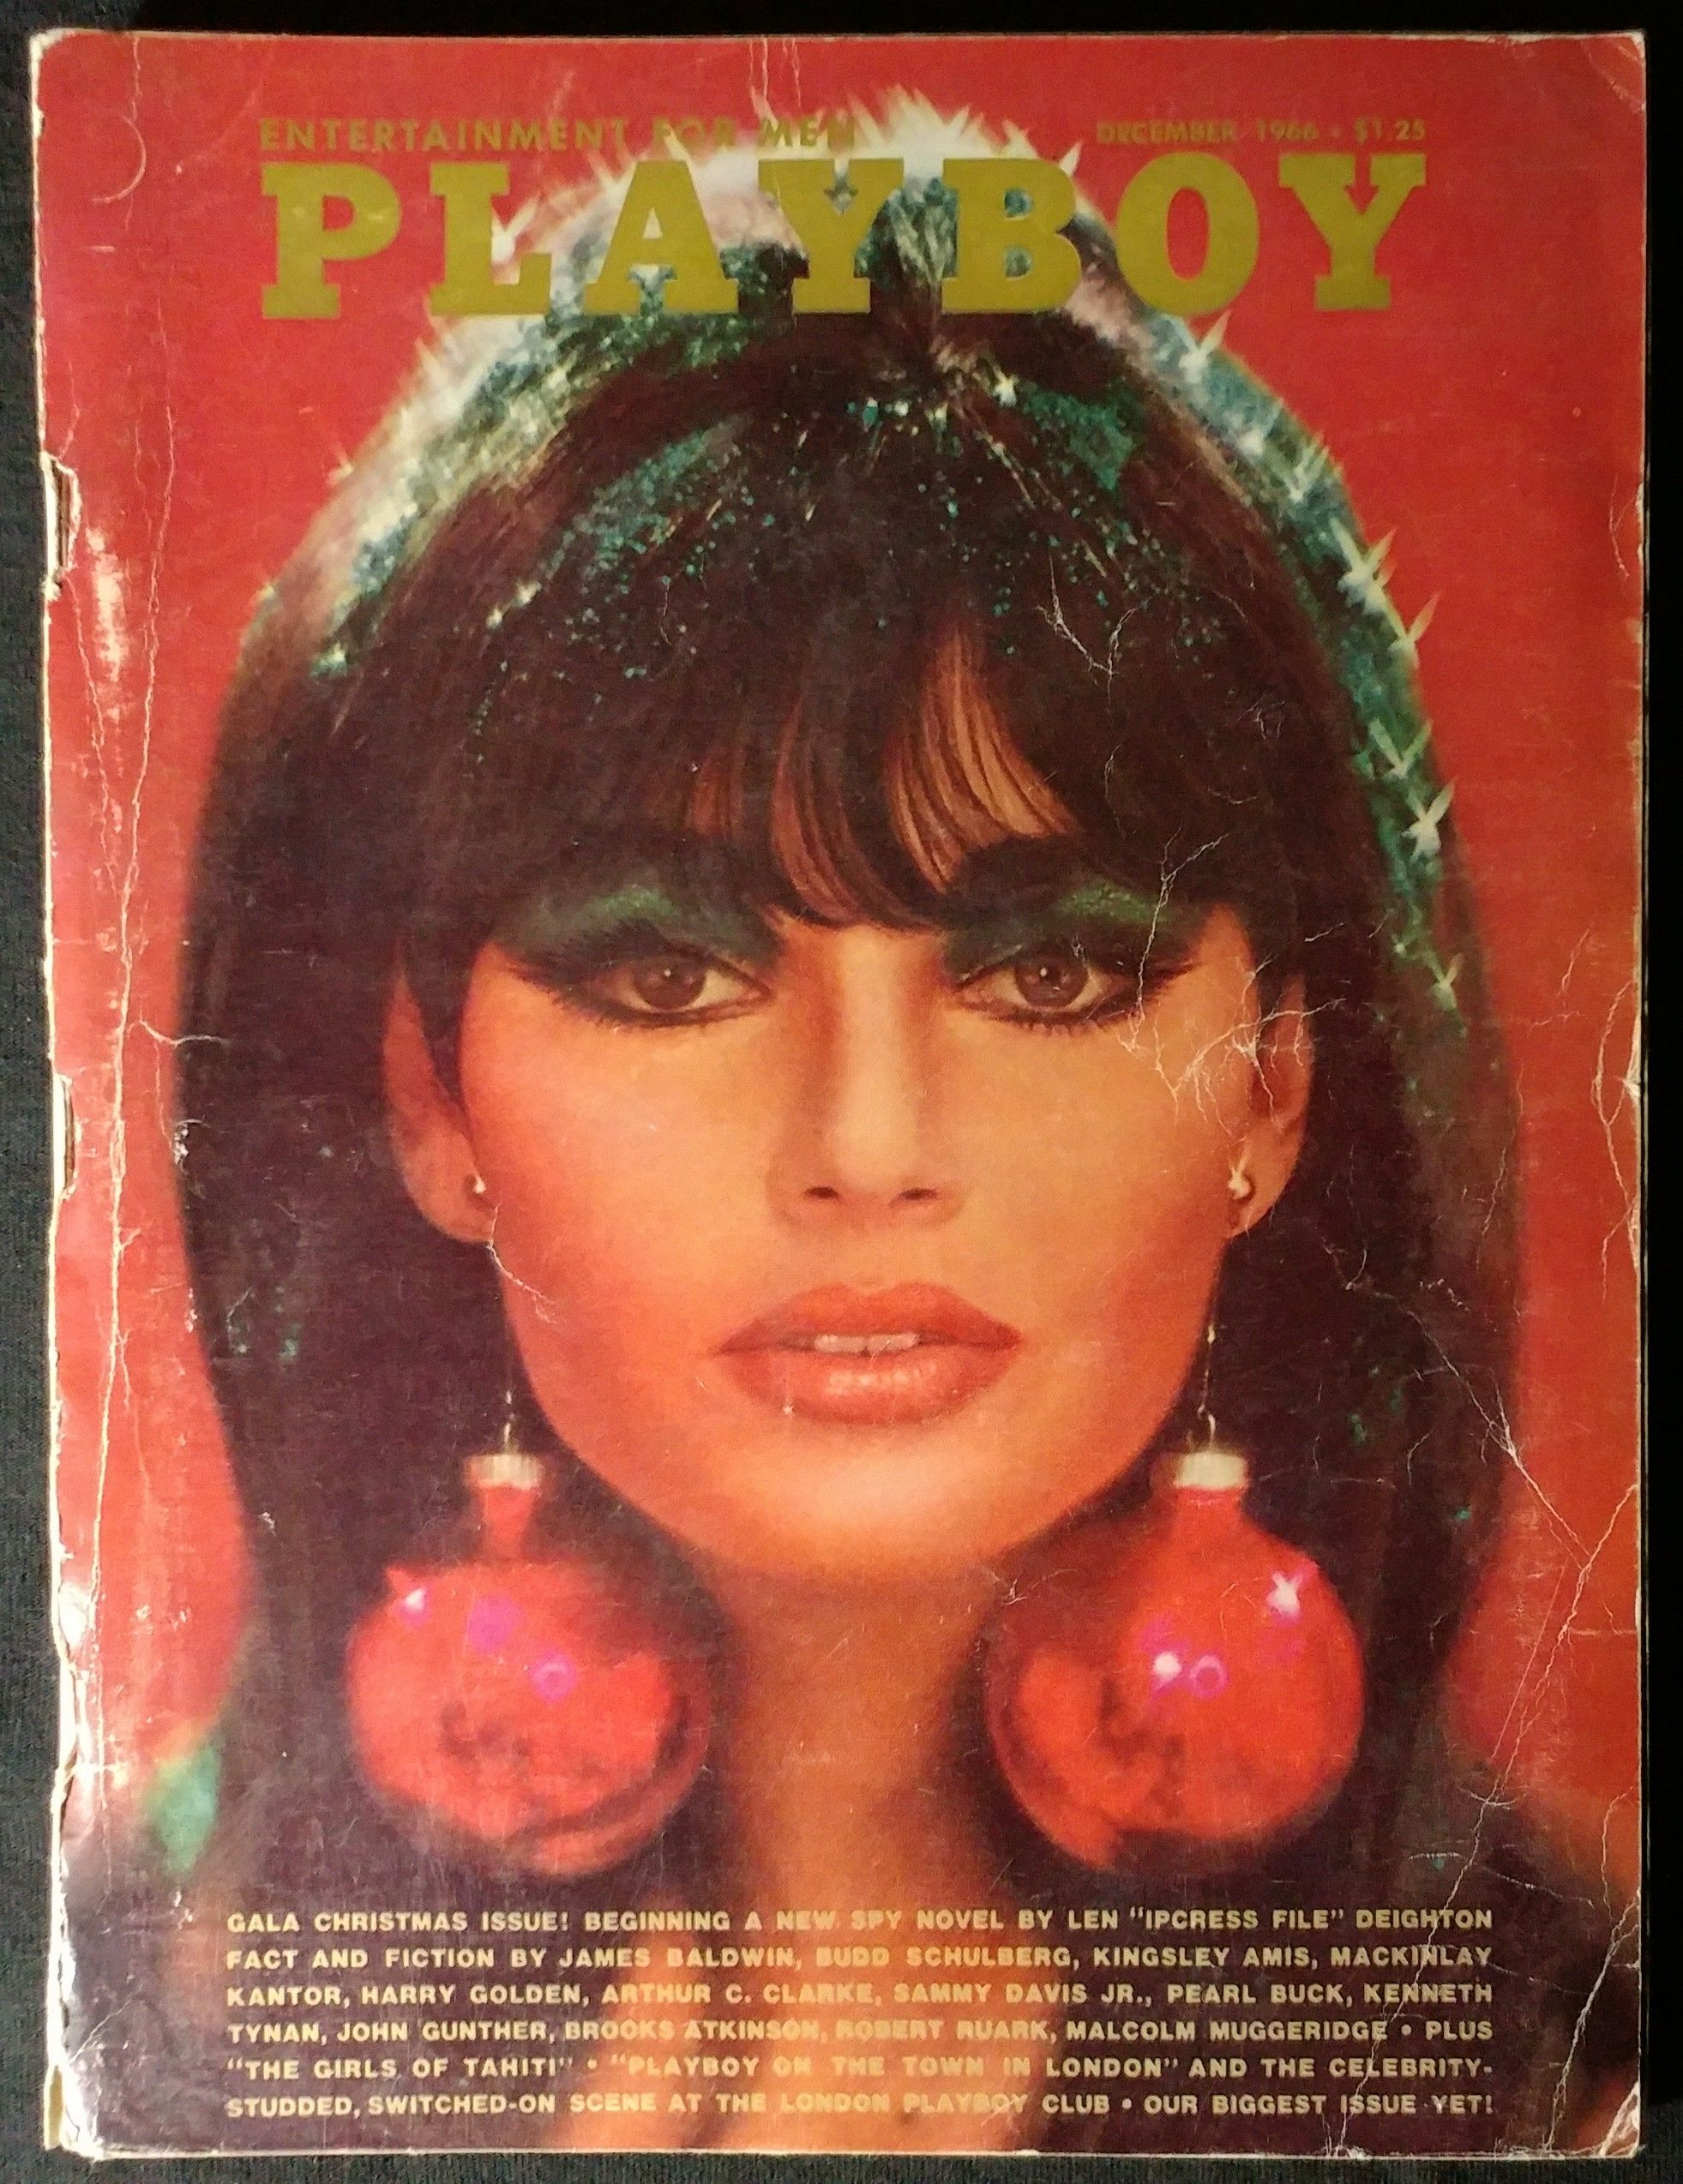 ENTERTAINMENT FOR MEN DECEMBER 1966 • $1.25
PLAYBOY
GALA CHRISTMAS ISSUE! BEGINNING A NEW SPY NOVEL BY LEN "IPCRESS FILE" DEIGHTON
FACT AND FICTION BY JAMES BALDWIN, BUDD SCHULBERG, KINGSLEY AMIS, MACKINLAY
KANTOR, HARRY GOLDEN, ARTHUR C. CLARKE, SAMMY DAVIS JR., PEARL BUCK, KENNETH
TYNAN, JOHN GUNTHER, BROOKS ATKINSON, ROBERT RUARK, MALCOLM MUGGERIDGE • PLUS
"THE GIRLS OF TAHITI" • "PLAYBOY ON THE TOWN IN LONDON" AND THE CELEBRITY-
STUDDED, SWITCHED-ON SCENE AT THE LONDON PLAYBOY CLUB • OUR BIGGEST ISSUE YET!